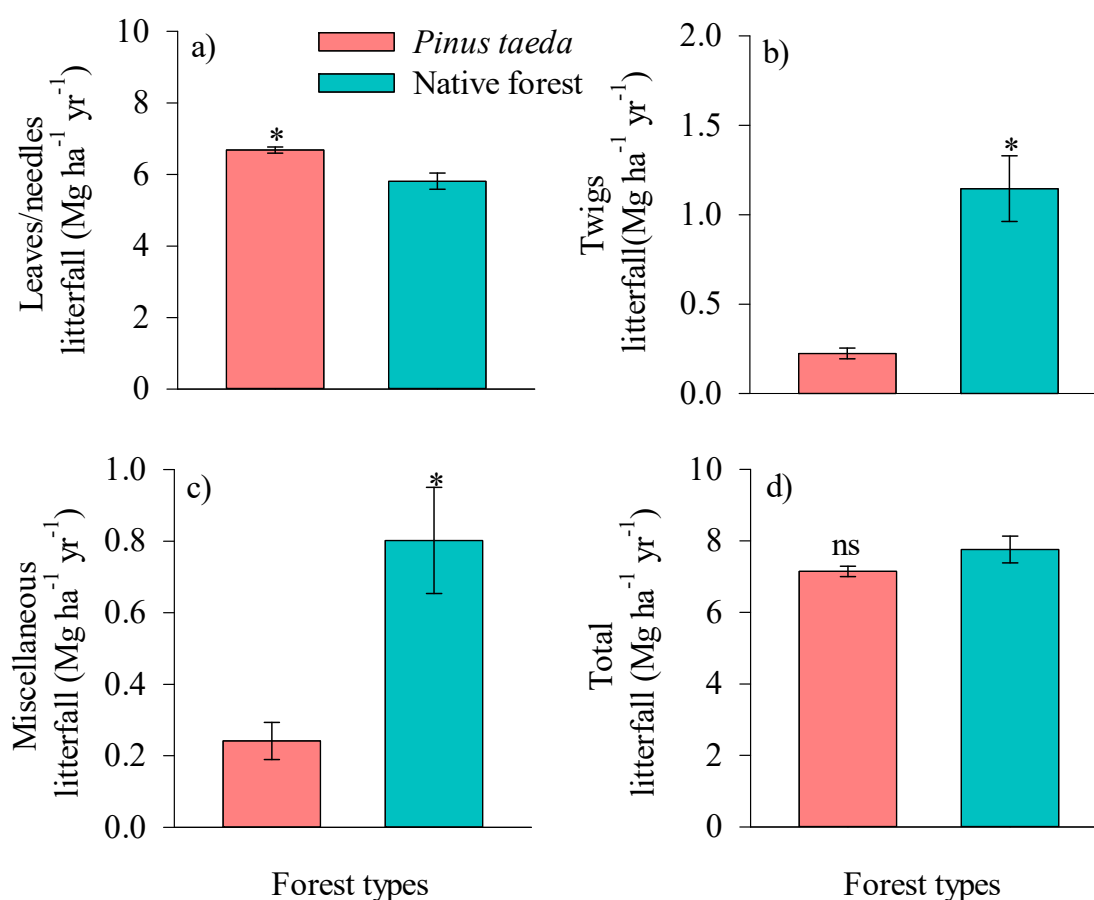 a)
Pinus taeda
Native forest
Leaves/needles
litterfall (Mg ha⁻¹ yr⁻¹)
10
8
6
4
2
0
*
b)
Twigs
litterfall(Mg ha⁻¹ yr⁻¹)
2.0
1.5
1.0
0.5
0.0
*
c)
Miscellaneous
litterfall (Mg ha⁻¹ yr⁻¹)
1.0
0.8
0.6
0.4
0.2
0.0
*
Forest types
d)
Total
litterfall (Mg ha⁻¹ yr⁻¹)
10
8
6
4
2
0
ns
Forest types